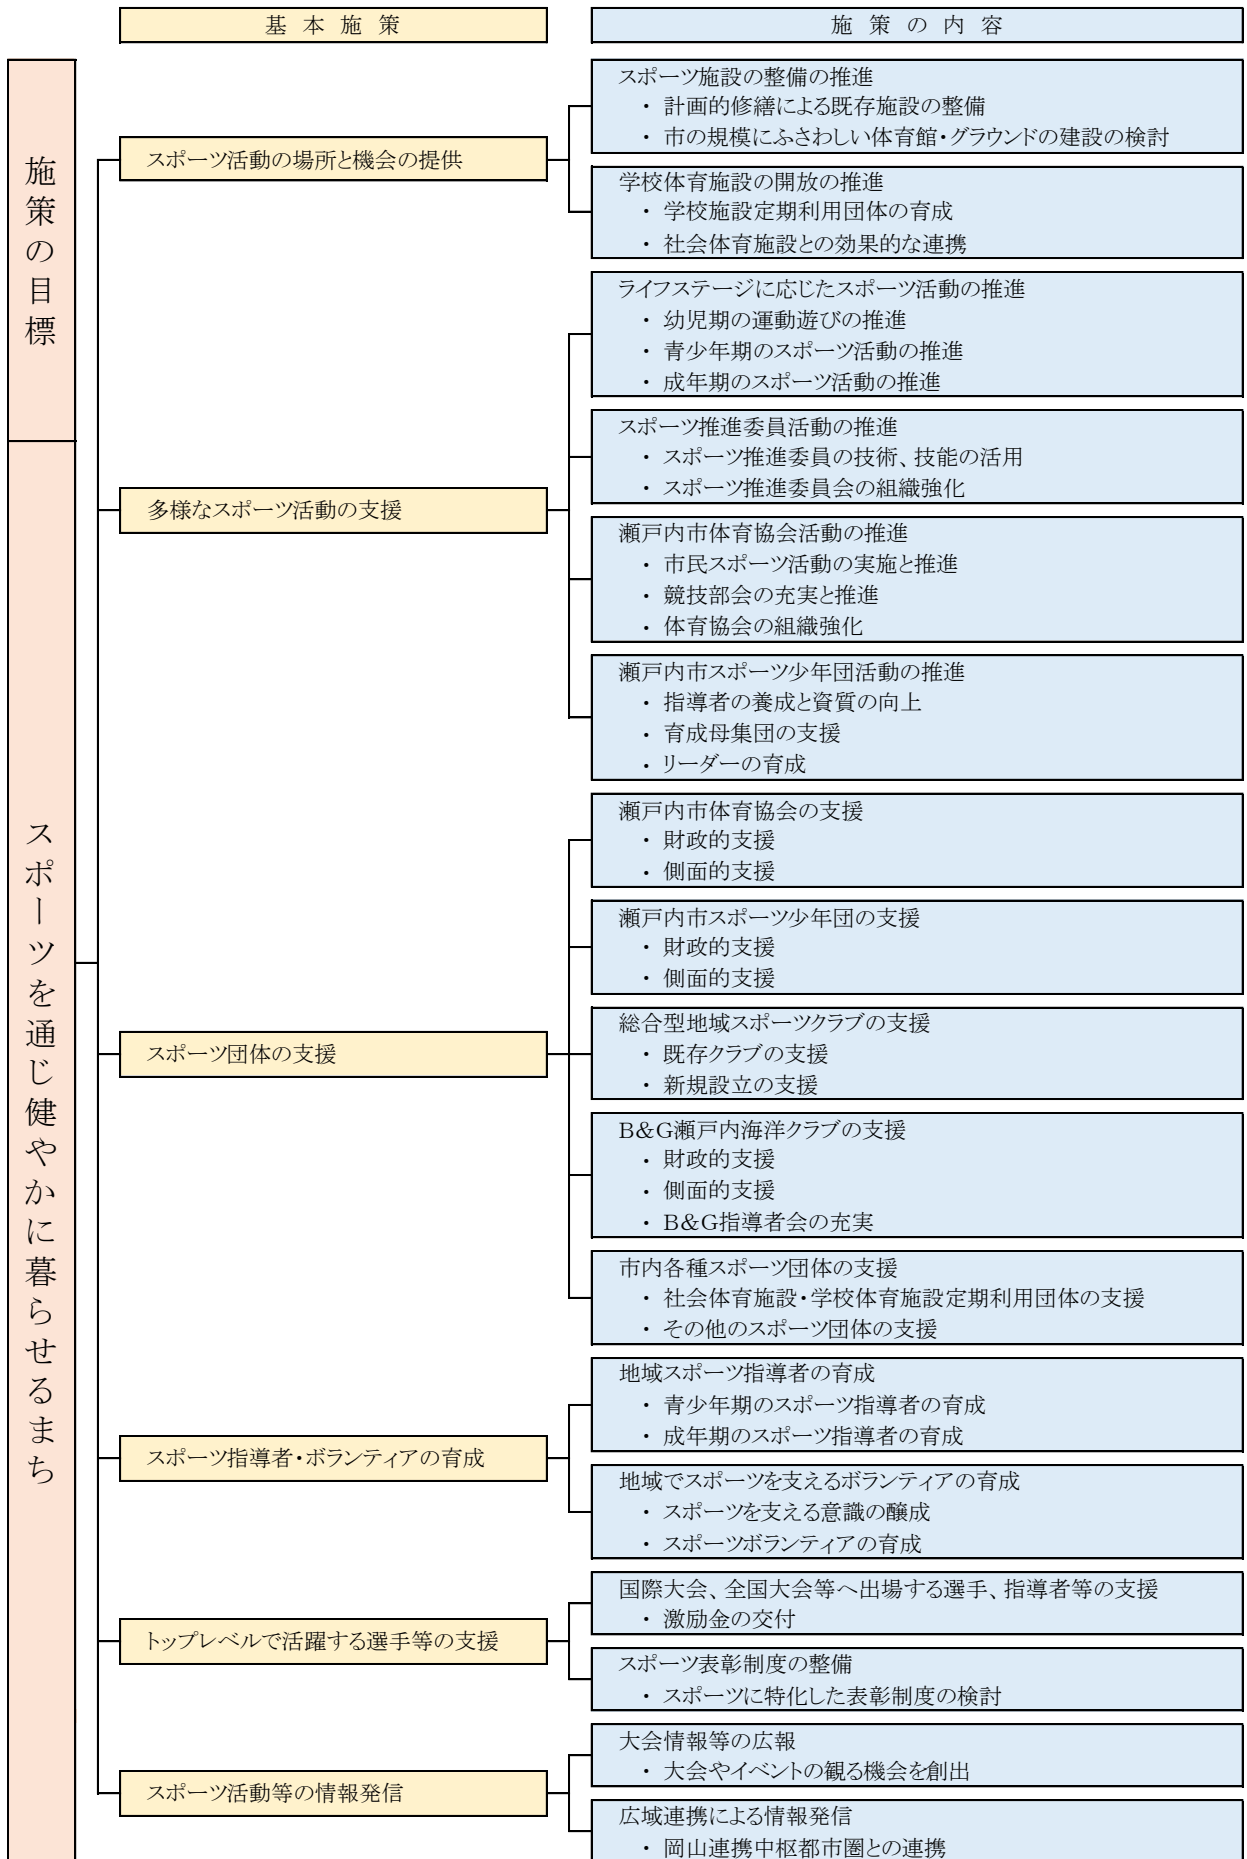 基本施策
施策の内容
施策の目標
スポーツを通じ健やかに暮らせるまち
スポーツ活動の場所と機会の提供
スポーツ施設の整備の推進
・ 計画的修繕による既存施設の整備
・ 市の規模にふさわしい体育館・グラウンドの建設の検討
学校体育施設の開放の推進
・ 学校施設定期利用団体の育成
・ 社会体育施設との効果的な連携
多様なスポーツ活動の支援
ライフステージに応じたスポーツ活動の推進
・ 幼児期の運動遊びの推進
・ 青少年期のスポーツ活動の推進
・ 成年期のスポーツ活動の推進
スポーツ推進委員活動の推進
・ スポーツ推進委員の技術、技能の活用
・ スポーツ推進委員会の組織強化
瀬戸内市体育協会活動の推進
・ 市民スポーツ活動の実施と推進
・ 競技部会の充実と推進
・ 体育協会の組織強化
瀬戸内市スポーツ少年団活動の推進
・ 指導者の養成と資質の向上
・ 育成母集団の支援
・ リーダーの育成
スポーツ団体の支援
瀬戸内市体育協会の支援
・ 財政的支援
・ 側面的支援
瀬戸内市スポーツ少年団の支援
・ 財政的支援
・ 側面的支援
総合型地域スポーツクラブの支援
・ 既存クラブの支援
・ 新規設立の支援
B&G瀬戸内海洋クラブの支援
・ 財政的支援
・ 側面的支援
・ B&G指導者会の充実
市内各種スポーツ団体の支援
・ 社会体育施設・学校体育施設定期利用団体の支援
・ その他のスポーツ団体の支援
スポーツ指導者・ボランティアの育成
地域スポーツ指導者の育成
・ 青少年期のスポーツ指導者の育成
・ 成年期のスポーツ指導者の育成
地域でスポーツを支えるボランティアの育成
・ スポーツを支える意識の醸成
・ スポーツボランティアの育成
トップレベルで活躍する選手等の支援
国際大会、全国大会等へ出場する選手、指導者等の支援
・ 激励金の交付
スポーツ表彰制度の整備
・ スポーツに特化した表彰制度の検討
スポーツ活動等の情報発信
大会情報等の広報
・ 大会やイベントの観る機会を創出
広域連携による情報発信
・ 岡山連携中枢都市圏との連携